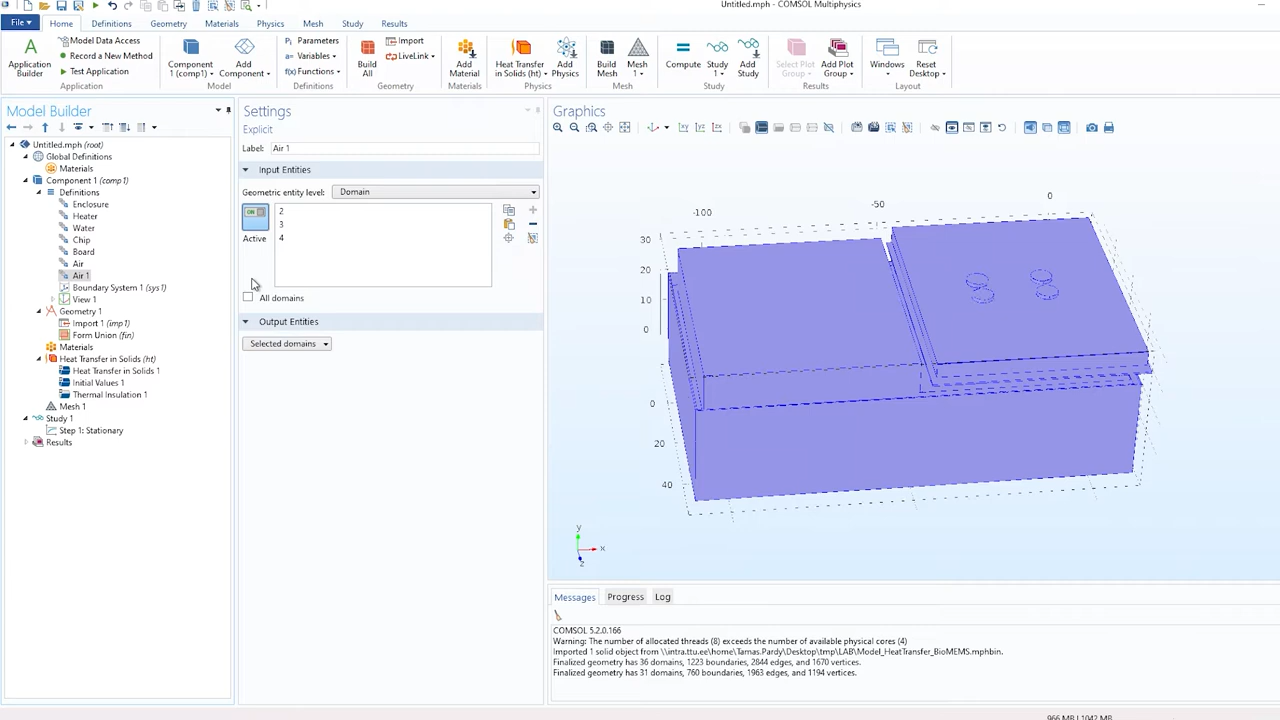 Untitled.mph - COMSOL Multiphysics
File Home Definitions Geometry Materials Physics Mesh Study Results
Application Builder
Model Data Access
Record a New Method
Test Application
Application
Component 1 (comp1)
Add Component
Model
Parameters
Variables
Functions
Definitions
Build All
Import
LiveLink
Geometry
Add Material
Materials
Heat Transfer in Solids (ht)
Add Physics
Physics
Build Mesh
Mesh 1
Mesh
Compute
Study 1
Add Study
Study
Select Plot Group
Add Plot Group
Results
Windows
Reset Desktop
Layout
Model Builder
Untitled.mph (root)
Global Definitions
Materials
Component 1 (comp1)
Definitions
Enclosure
Heater
Water
Chip
Board
Air
Air 1
Boundary System 1 (sys1)
View 1
Geometry 1
Import 1 (imp1)
Form Union (fin)
Materials
Heat Transfer in Solids (ht)
Heat Transfer in Solids 1
Initial Values 1
Thermal Insulation 1
Mesh 1
Study 1
Step 1: Stationary
Results
Settings
Explicit
Label: Air 1
Input Entities
Geometric entity level: Domain
ON
Active
2
3
4
All domains
Output Entities
Selected domains
Graphics
xy yz xz
-100 -50 0
30
20
10
0
0
20
40
y
x
z
Messages Progress Log
COMSOL 5.2.0.166
Warning: The number of allocated threads (8) exceeds the number of available physical cores (4)
Imported 1 solid object from \\intra.ttu.ee\home\Tamas.Pardy\Desktop\tmp\LAB\Model_HeatTransfer_BioMEMS.mphbin.
Finalized geometry has 36 domains, 1223 boundaries, 2844 edges, and 1670 vertices.
Finalized geometry has 31 domains, 760 boundaries, 1963 edges, and 1194 vertices.
966 MB | 1042 MB